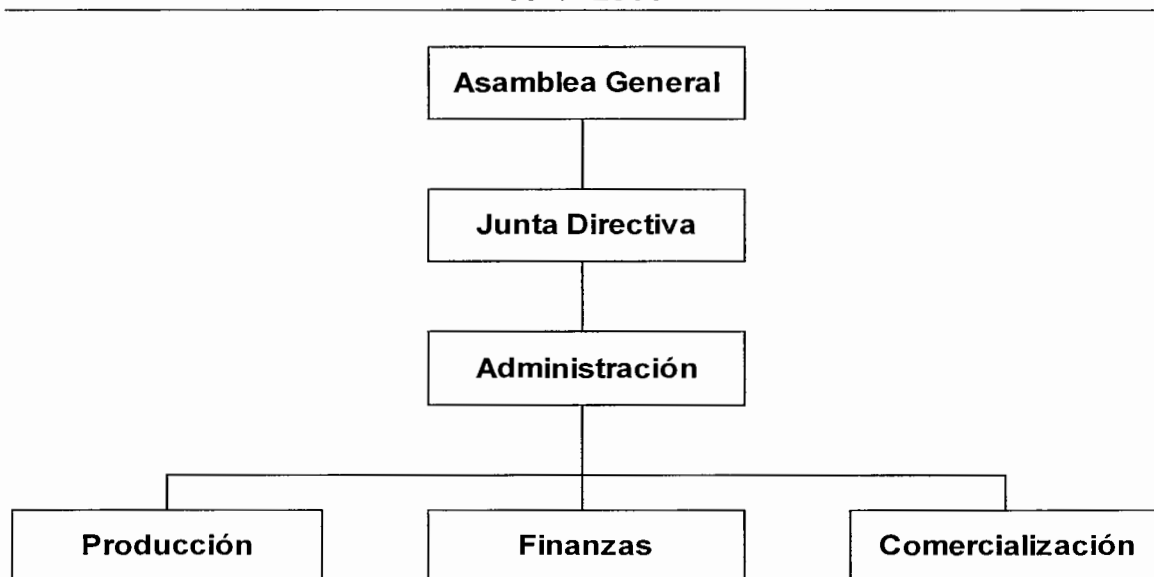 Asamblea General
Junta Directiva
Administración
Producción Finanzas Comercialización